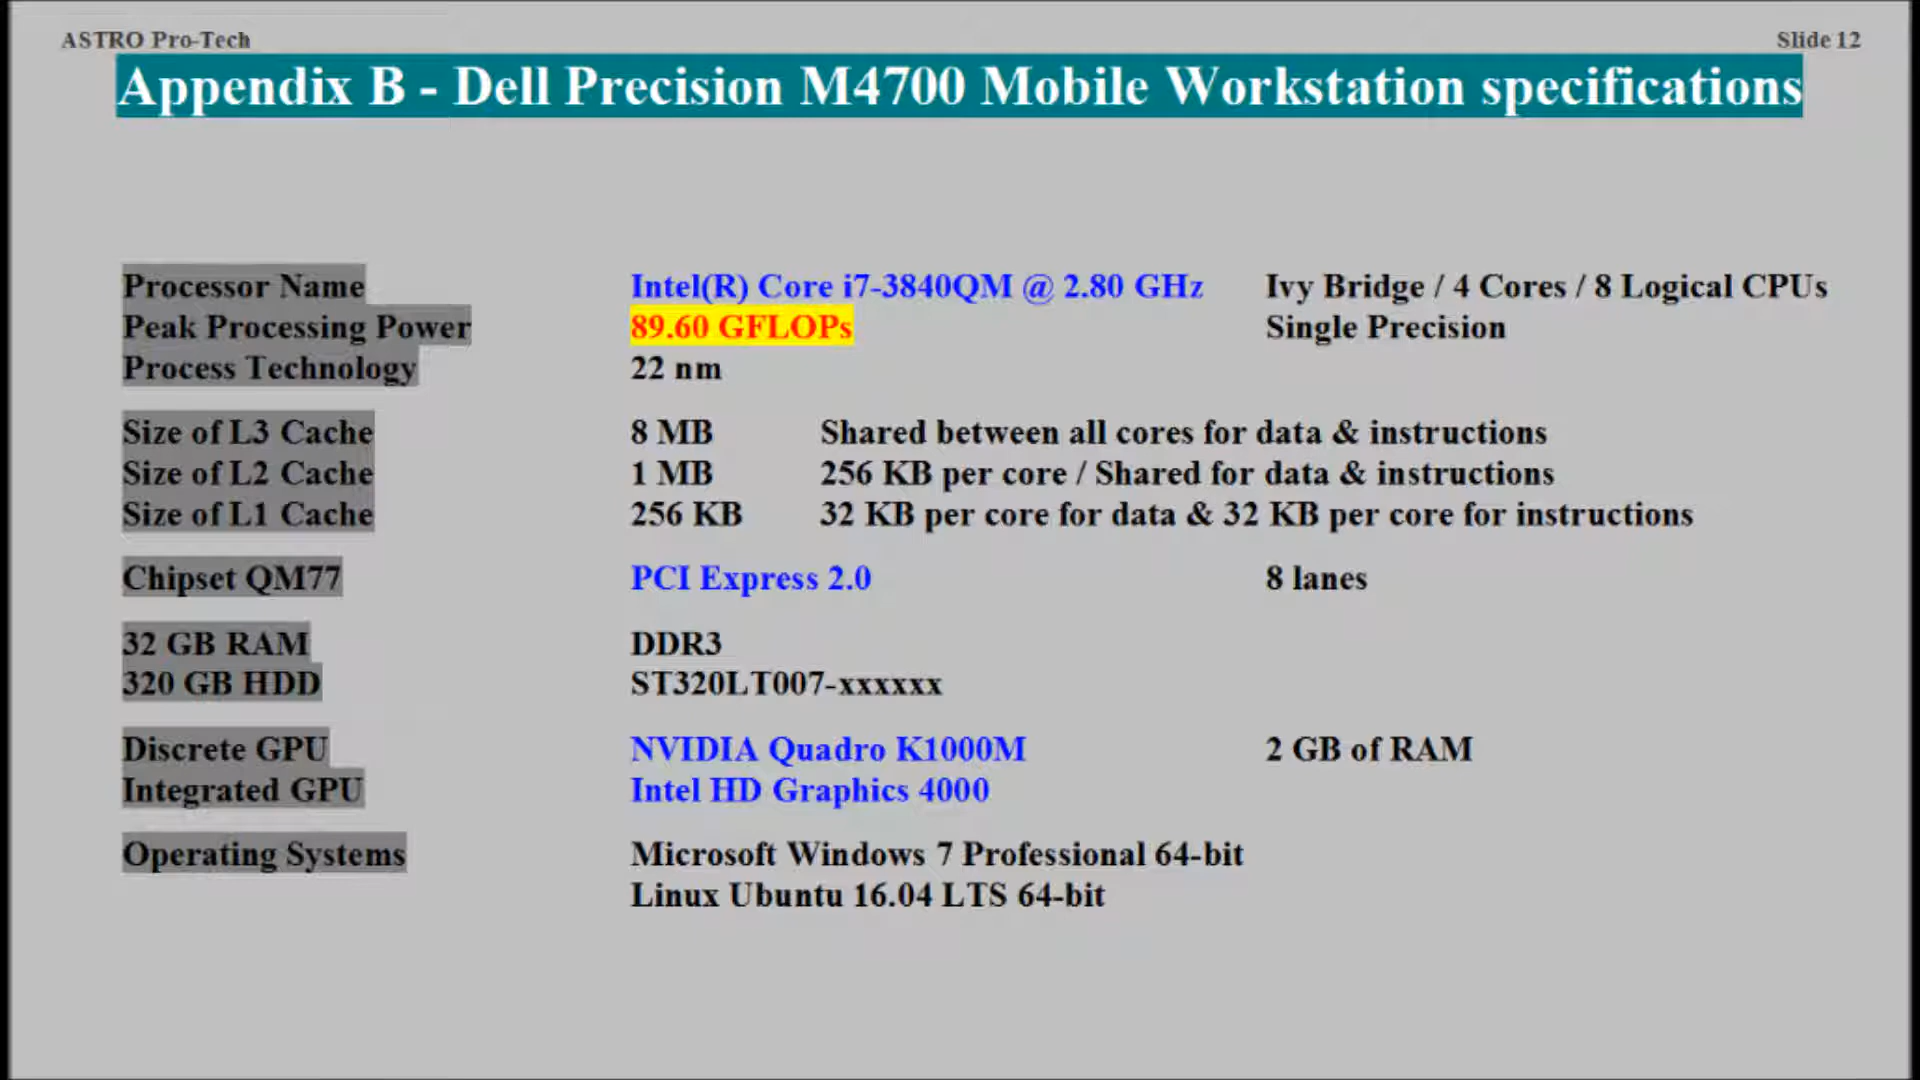 ASTRO Pro-Tech Slide 12
Appendix B - Dell Precision M4700 Mobile Workstation specifications
Processor Name Intel(R) Core i7-3840QM @ 2.80 GHz Ivy Bridge / 4 Cores / 8 Logical CPUs
Peak Processing Power 89.60 GFLOPs Single Precision
Process Technology 22 nm
Size of L3 Cache 8 MB Shared between all cores for data & instructions
Size of L2 Cache 1 MB 256 KB per core / Shared for data & instructions
Size of L1 Cache 256 KB 32 KB per core for data & 32 KB per core for instructions
Chipset QM77 PCI Express 2.0 8 lanes
32 GB RAM DDR3
320 GB HDD ST320LT007-xxxxxx
Discrete GPU NVIDIA Quadro K1000M 2 GB of RAM
Integrated GPU Intel HD Graphics 4000
Operating Systems Microsoft Windows 7 Professional 64-bit
Linux Ubuntu 16.04 LTS 64-bit